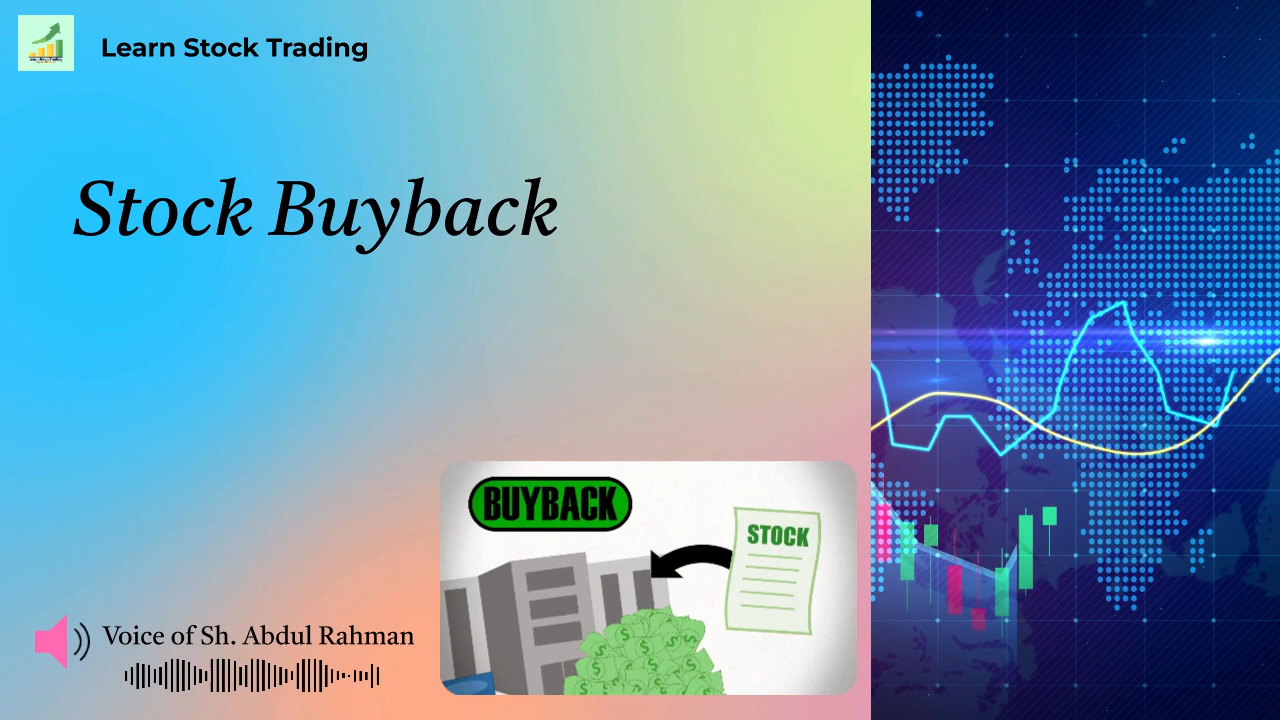 Learn Stock Trading
Stock Buyback
BUYBACK
STOCK
Voice of Sh. Abdul Rahman